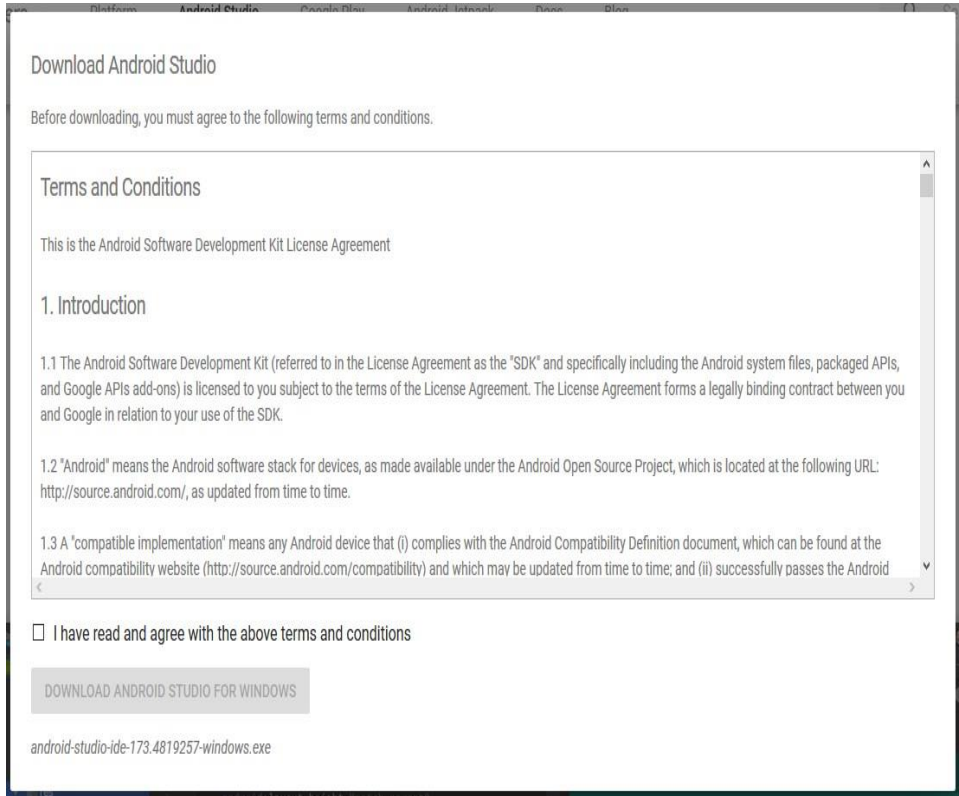 Platform Android Studio Google Play Android Jetpack Docs Blog
Download Android Studio
Before downloading, you must agree to the following terms and conditions.
Terms and Conditions
This is the Android Software Development Kit License Agreement
1. Introduction
1.1 The Android Software Development Kit (referred to in the License Agreement as the "SDK" and specifically including the Android system files, packaged APIs,
and Google APIs add-ons) is licensed to you subject to the terms of the License Agreement. The License Agreement forms a legally binding contract between you
and Google in relation to your use of the SDK.
1.2 "Android" means the Android software stack for devices, as made available under the Android Open Source Project, which is located at the following URL:
http://source.android.com/, as updated from time to time.
1.3 A "compatible implementation" means any Android device that (i) complies with the Android Compatibility Definition document, which can be found at the
Android compatibility website (http://source.android.com/compatibility) and which may be updated from time to time; and (ii) successfully passes the Android
I have read and agree with the above terms and conditions
DOWNLOAD ANDROID STUDIO FOR WINDOWS
android-studio-ide-173.4819257-windows.exe